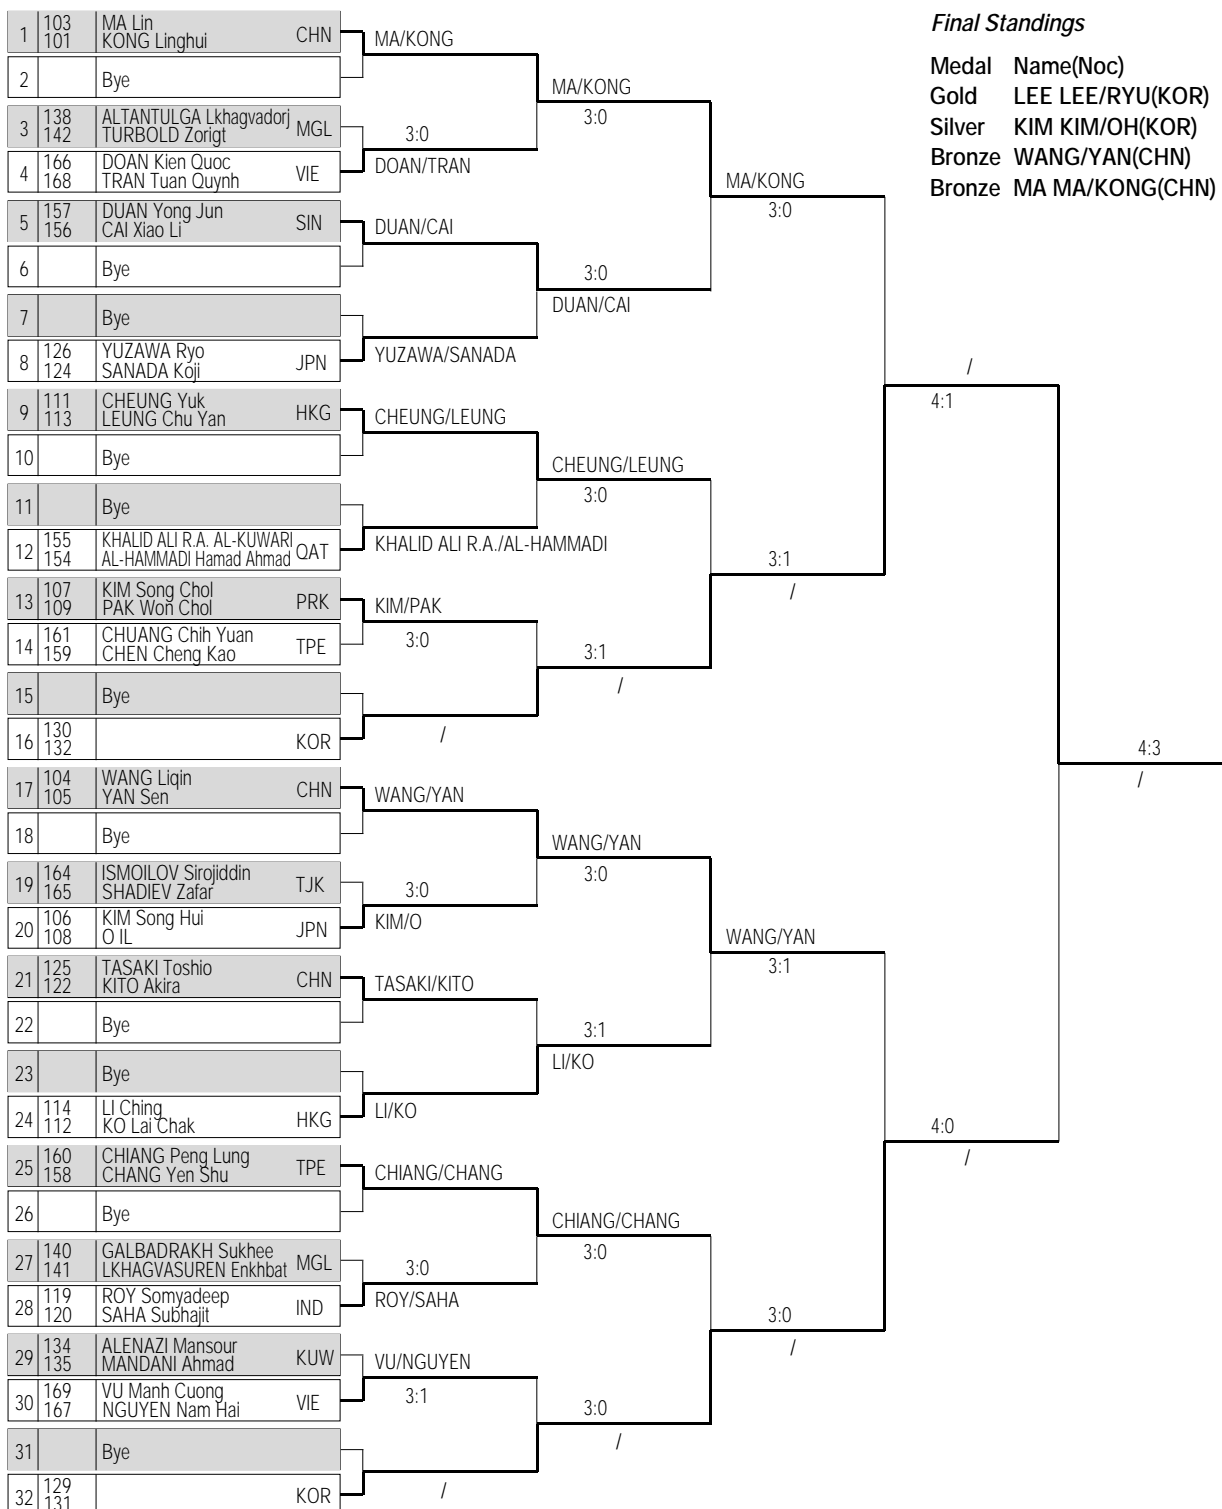 Final Standings
Medal Name(Noc)
Gold LEE LEE/RYU(KOR)
Silver KIM KIM/OH(KOR)
Bronze WANG/YAN(CHN)
Bronze MA MA/KONG(CHN)
1 103 MA Lin CHN
101 KONG Linghui
MA/KONG
2 Bye
MA/KONG
3:0
3 138 ALTANTULGA Lkhagvadorj MGL
142 TURBOLD Zorigt
3:0
4 166 DOAN Kien Quoc VIE
168 TRAN Tuan Quynh
DOAN/TRAN
MA/KONG
3:0
5 157 DUAN Yong Jun SIN
156 CAI Xiao Li
DUAN/CAI
6 Bye
3:0
DUAN/CAI
7 Bye
8 126 YUZAWA Ryo JPN
124 SANADA Koji
YUZAWA/SANADA
/
4:1
9 111 CHEUNG Yuk HKG
113 LEUNG Chu Yan
CHEUNG/LEUNG
10 Bye
CHEUNG/LEUNG
3:0
11 Bye
12 155 KHALID ALI R.A. AL-KUWARI QAT
154 AL-HAMMADI Hamad Ahmad
KHALID ALI R.A./AL-HAMMADI
3:1
/
13 107 KIM Song Chol PRK
109 PAK Won Chol
KIM/PAK
3:0
14 161 CHUANG Chih Yuan TPE
159 CHEN Cheng Kao
3:1
/
15 Bye
16 130 KOR
132
/
4:3
/
17 104 WANG Liqin CHN
105 YAN Sen
WANG/YAN
18 Bye
WANG/YAN
3:0
19 164 ISMOILOV Sirojiddin TJK
165 SHADIEV Zafar
3:0
20 106 KIM Song Hui JPN
108 O IL
KIM/O
WANG/YAN
3:1
21 125 TASAKI Toshio CHN
122 KITO Akira
TASAKI/KITO
22 Bye
3:1
LI/KO
23 Bye
24 114 LI Ching HKG
112 KO Lai Chak
LI/KO
4:0
/
25 160 CHIANG Peng Lung TPE
158 CHANG Yen Shu
CHIANG/CHANG
26 Bye
CHIANG/CHANG
3:0
27 140 GALBADRAKH Sukhee MGL
141 LKHAGVASUREN Enkhbat
3:0
28 119 ROY Somyadeep IND
120 SAHA Subhajit
ROY/SAHA
3:0
/
29 134 ALENAZI Mansour KUW
135 MANDANI Ahmad
VU/NGUYEN
3:1
30 169 VU Manh Cuong VIE
167 NGUYEN Nam Hai
3:0
/
31 Bye
32 129 KOR
131
/